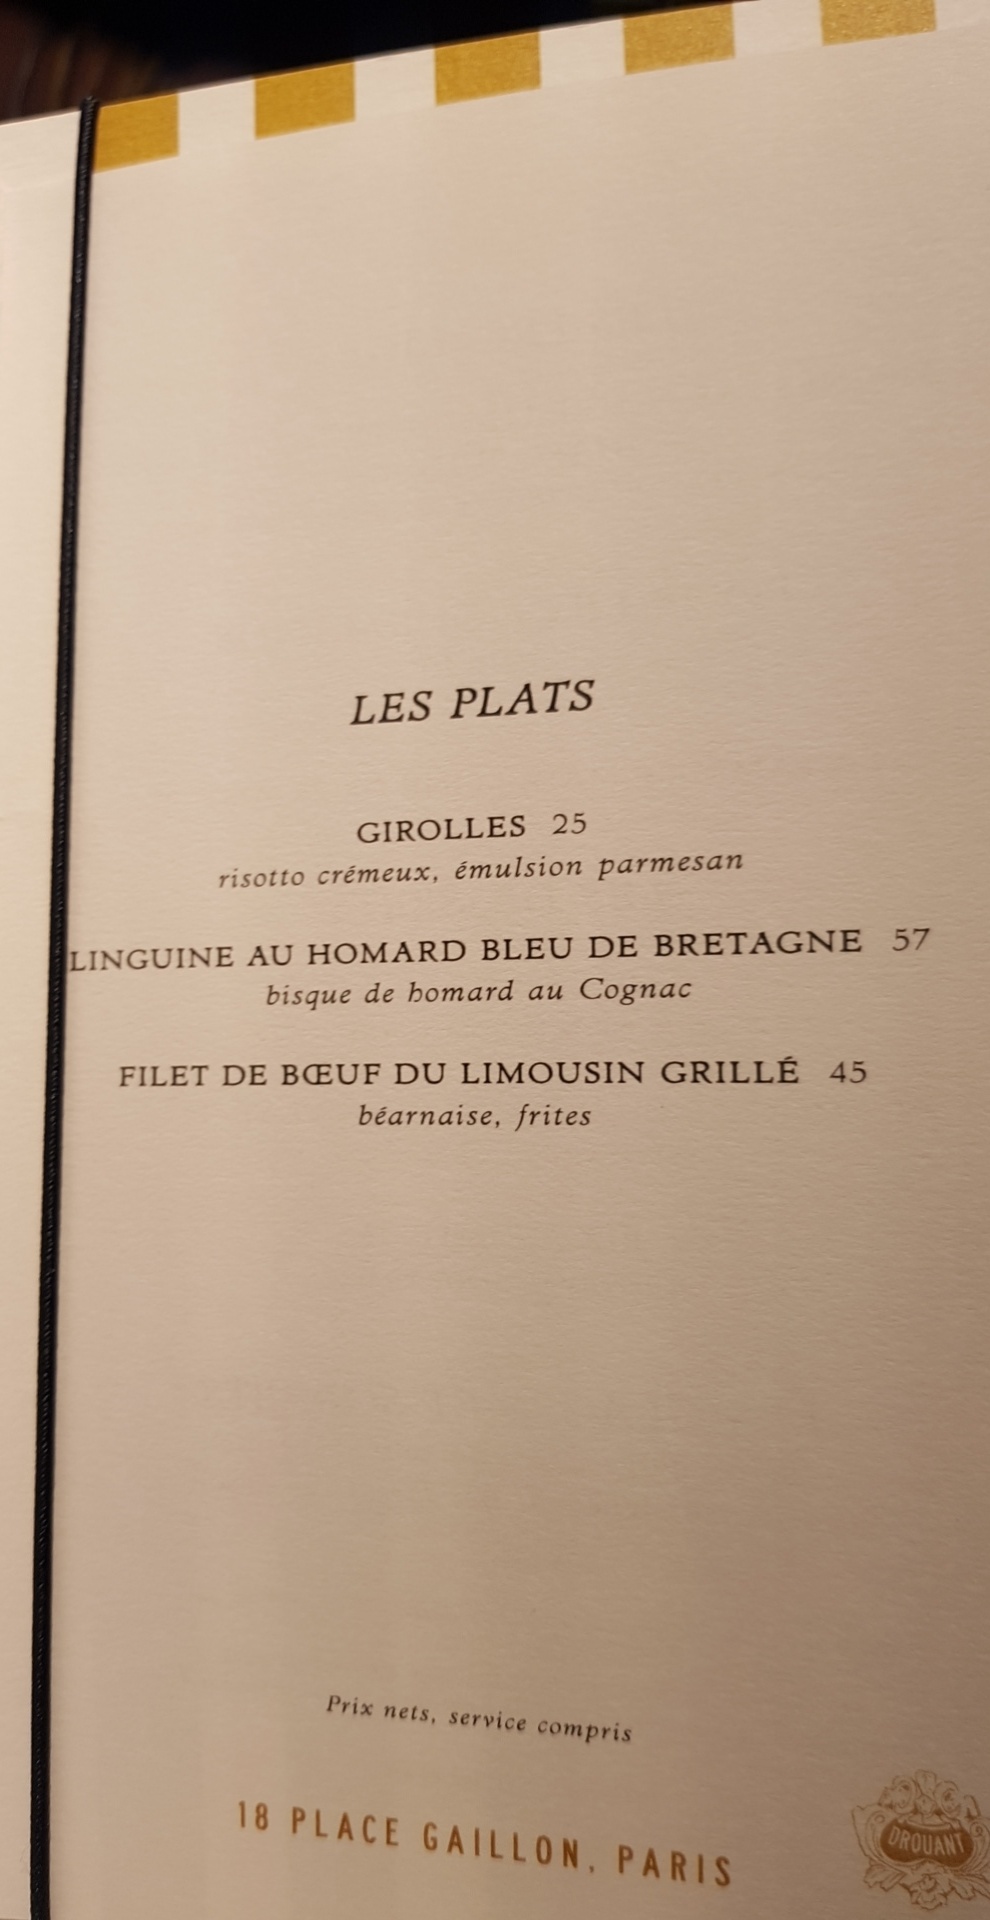 LES PLATS
GIROLLES 25
risotto crémeux, émulsion parmesan
LINGUINE AU HOMARD BLEU DE BRETAGNE 57
bisque de homard au Cognac
FILET DE BŒUF DU LIMOUSIN GRILLÉ 45
béarnaise, frites
Prix nets, service compris
18 PLACE GAILLON, PARIS
DROUANT